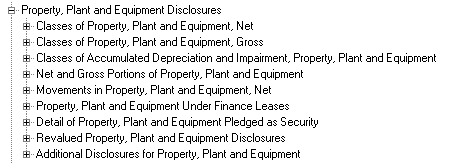 Property, Plant and Equipment Disclosures
Classes of Property, Plant and Equipment, Net
Classes of Property, Plant and Equipment, Gross
Classes of Accumulated Depreciation and Impairment, Property, Plant and Equipment
Net and Gross Portions of Property, Plant and Equipment
Movements in Property, Plant and Equipment, Net
Property, Plant and Equipment Under Finance Leases
Detail of Property, Plant and Equipment Pledged as Security
Revalued Property, Plant and Equipment Disclosures
Additional Disclosures for Property, Plant and Equipment